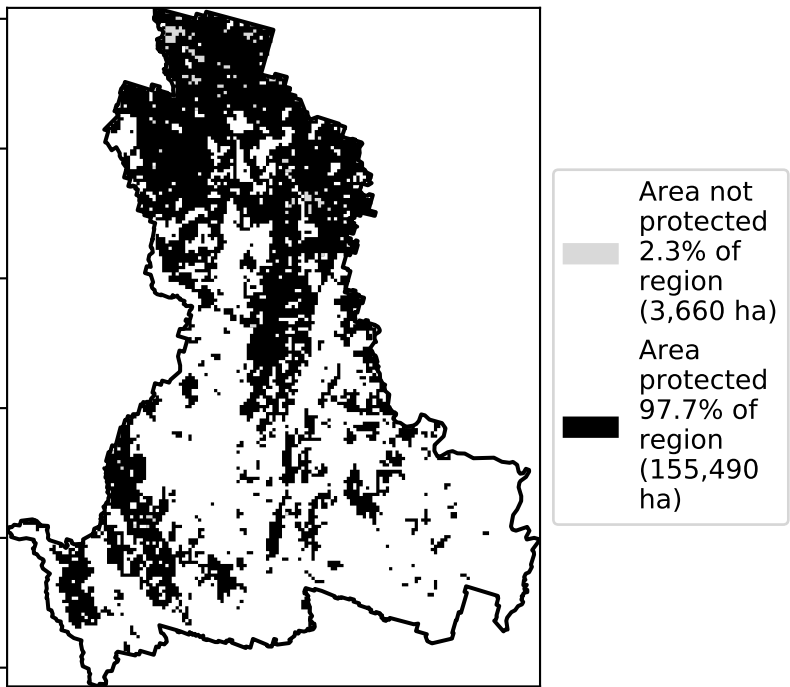 Area not
protected
2.3% of
region
(3,660 ha)
Area
protected
97.7% of
region
(155,490
ha)